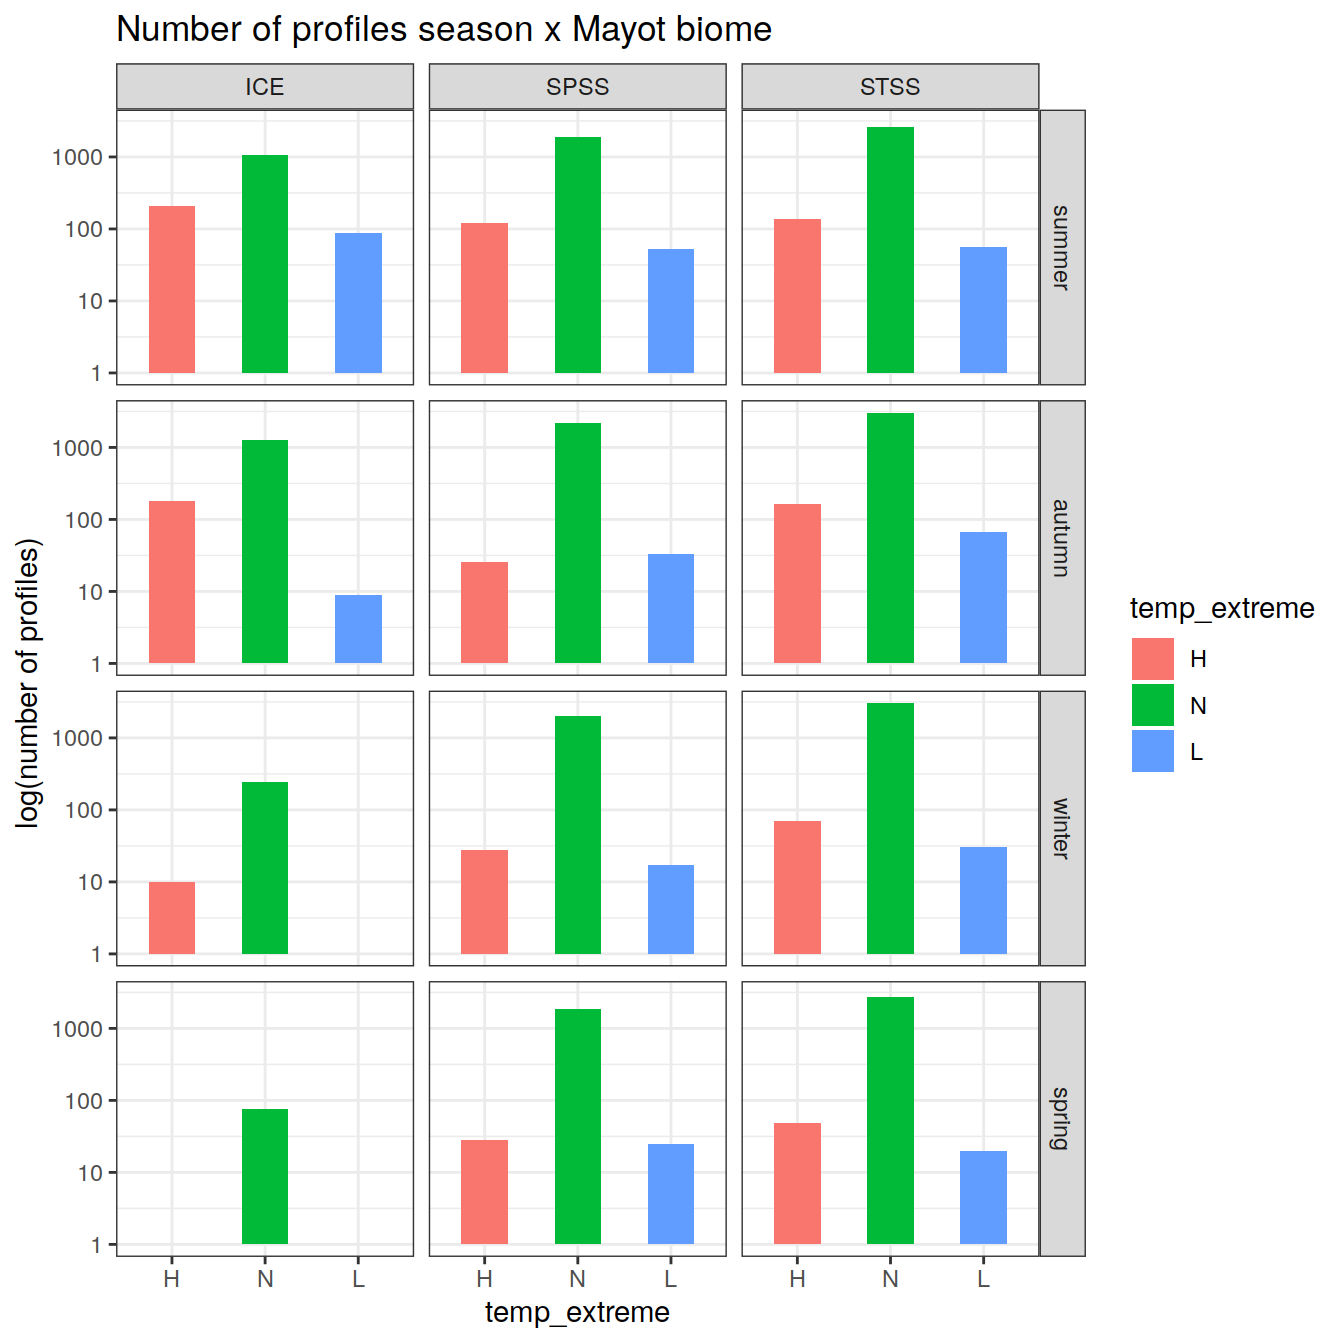 Number of profiles season x Mayot biome
ICE
SPSS
STSS
1000
100
10
1
summer
1000
100
10
1
autumn
1000
100
10
1
winter
1000
100
10
1
spring
H
N
L
H
N
L
H
N
L
temp_extreme
log(number of profiles)
temp_extreme
H
N
L